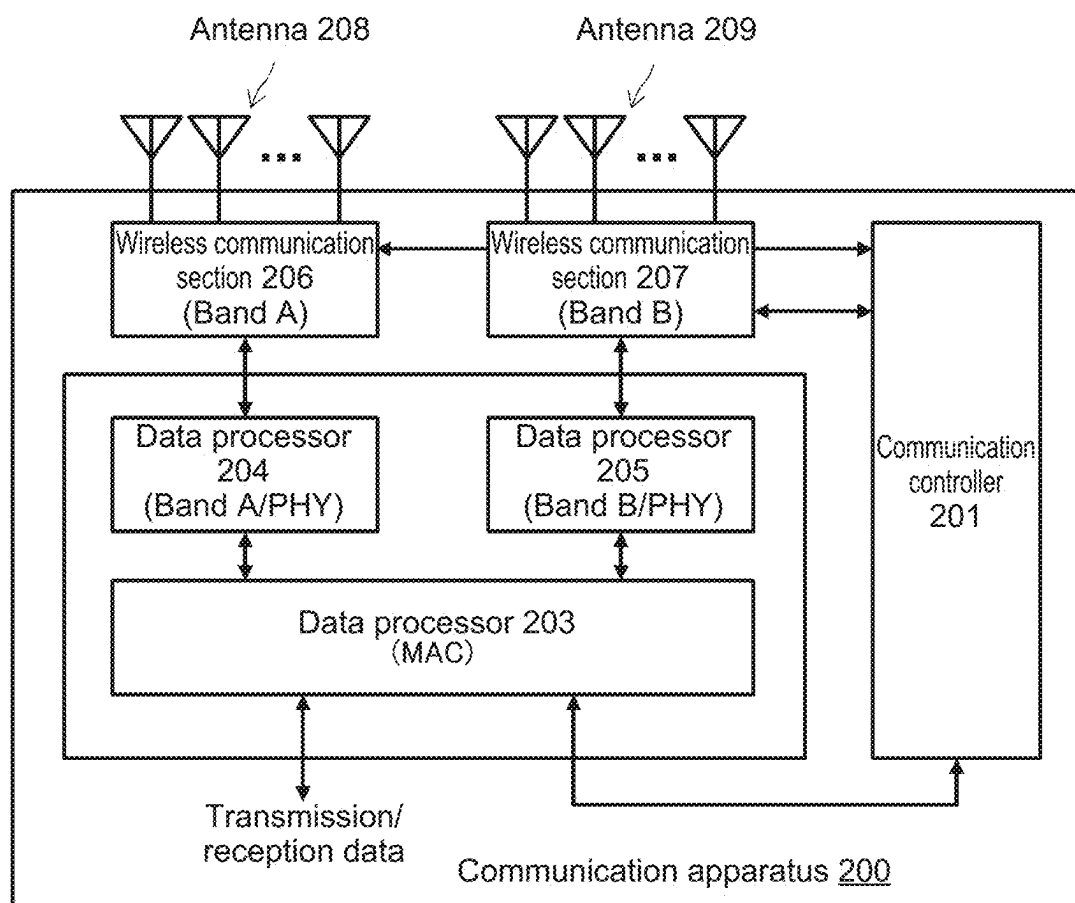 Antenna 208
Antenna 209
Wireless communication
section 206
(Band A)
Wireless communication
section 207
(Band B)
Data processor
204
(Band A/PHY)
Data processor
205
(Band B/PHY)
Communication
controller
201
Data processor 203
(MAC)
Transmission/
reception data
Communication apparatus 200